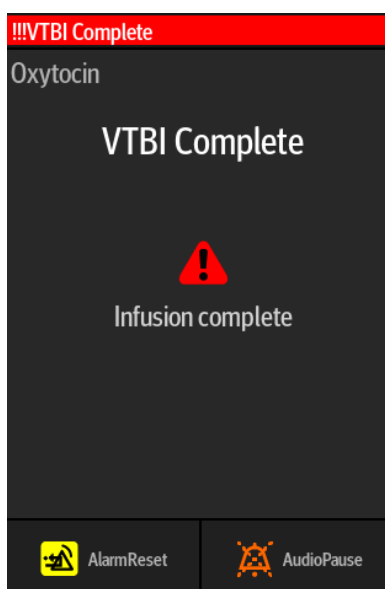 !!!VTBI Complete
Oxytocin
VTBI Complete
Infusion complete
AlarmReset
AudioPause